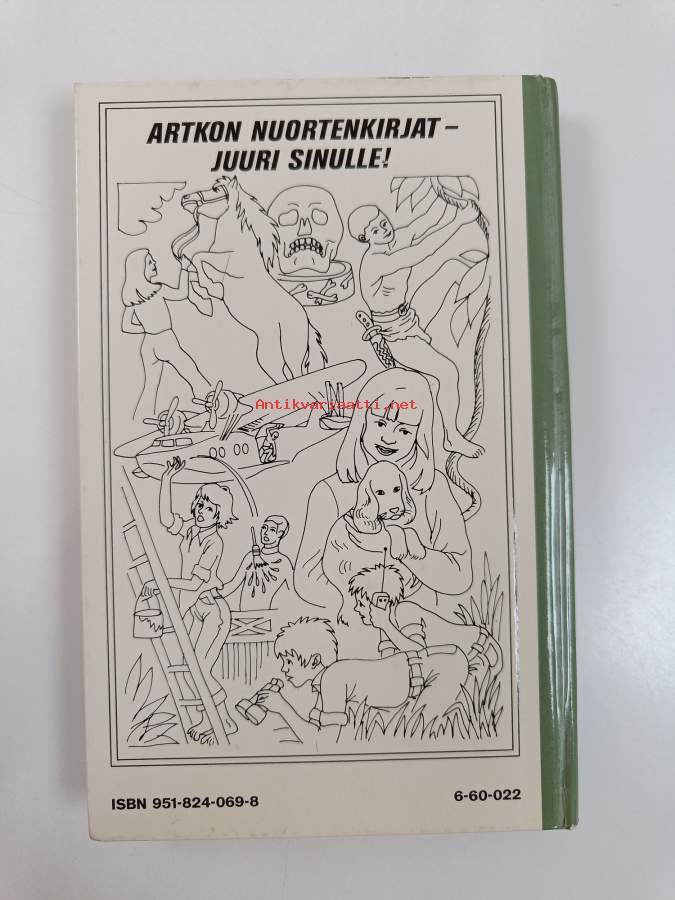 ARTKON NUORTENKIRJAT –
JUURI SINULLE!
Antikvariaatti.net
ISBN 951-824-069-8
6-60-022